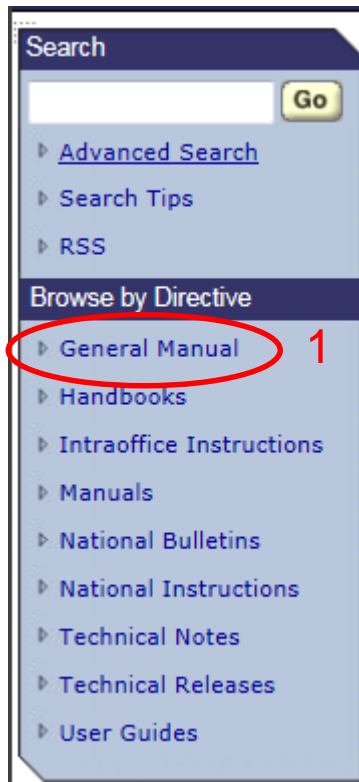 Search
Go
Advanced Search
Search Tips
RSS
Browse by Directive
General Manual 1
Handbooks
Intraoffice Instructions
Manuals
National Bulletins
National Instructions
Technical Notes
Technical Releases
User Guides